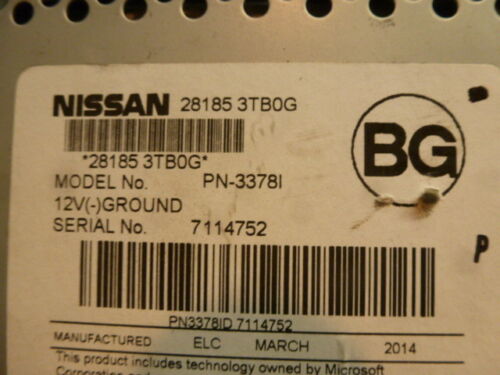 NISSAN 28185 3TB0G
*28185 3TB0G*
BG
MODEL No. PN-3378I
12V(-)GROUND
SERIAL No. 7114752
P
PN3378ID 7114752
MANUFACTURED ELC MARCH 2014
This product includes technology owned by Microsoft